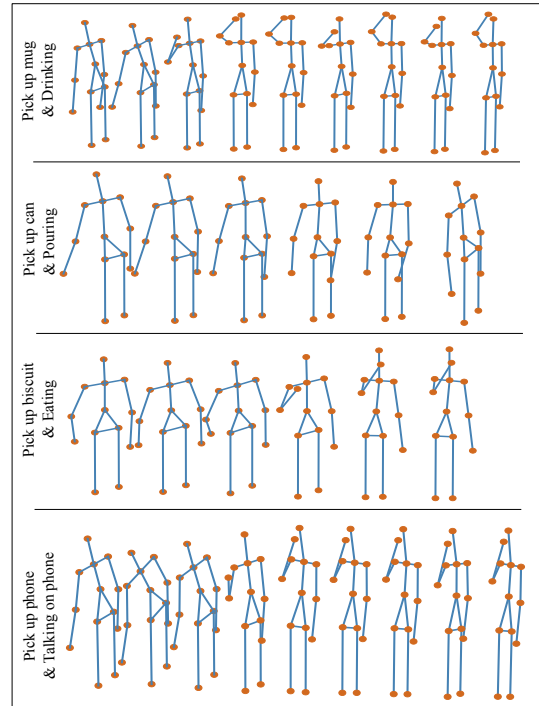 Pick up mug
& Drinking
Pick up can
& Pouring
Pick up biscuit
& Eating
Pick up phone
& Talking on phone